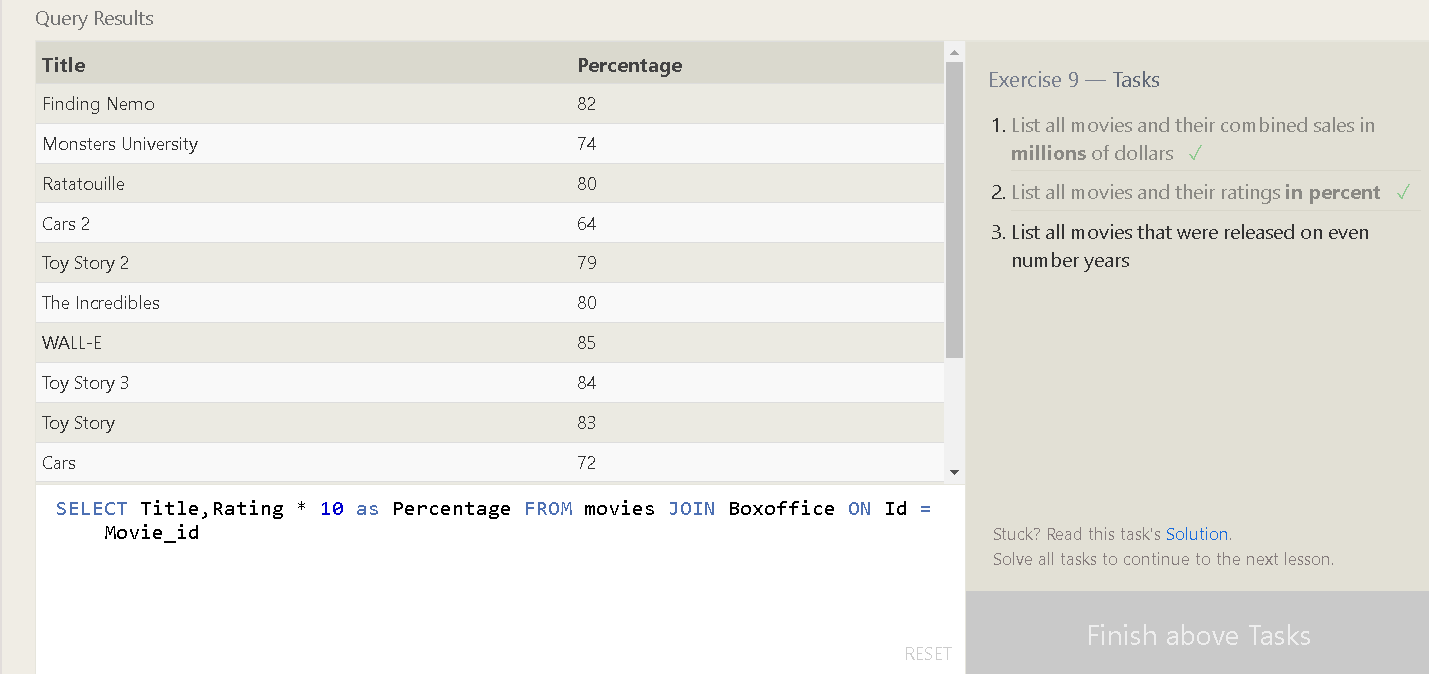 Query Results
Title Percentage
Finding Nemo 82
Monsters University 74
Ratatouille 80
Cars 2 64
Toy Story 2 79
The Incredibles 80
WALL-E 85
Toy Story 3 84
Toy Story 83
Cars 72
SELECT Title,Rating * 10 as Percentage FROM movies JOIN Boxoffice ON Id =
Movie_id
RESET
Exercise 9 — Tasks
1. List all movies and their combined sales in
millions of dollars ✓
2. List all movies and their ratings in percent ✓
3. List all movies that were released on even
number years
Stuck? Read this task's Solution.
Solve all tasks to continue to the next lesson.
Finish above Tasks